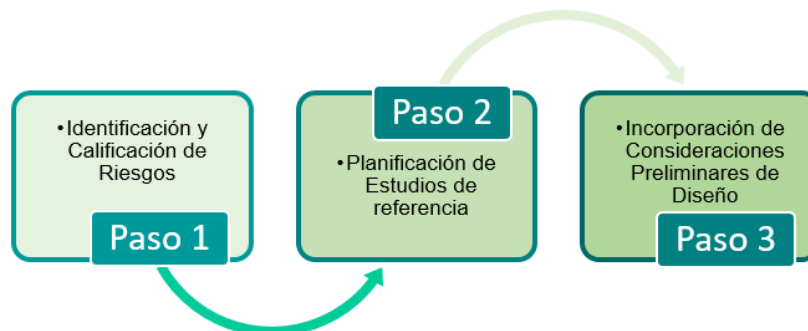 •Identificación y
Calificación de
Riesgos
Paso 1
Paso 2
•Planificación de
Estudios de
referencia
•Incorporación de
Consideraciones
Preliminares de
Diseño
Paso 3